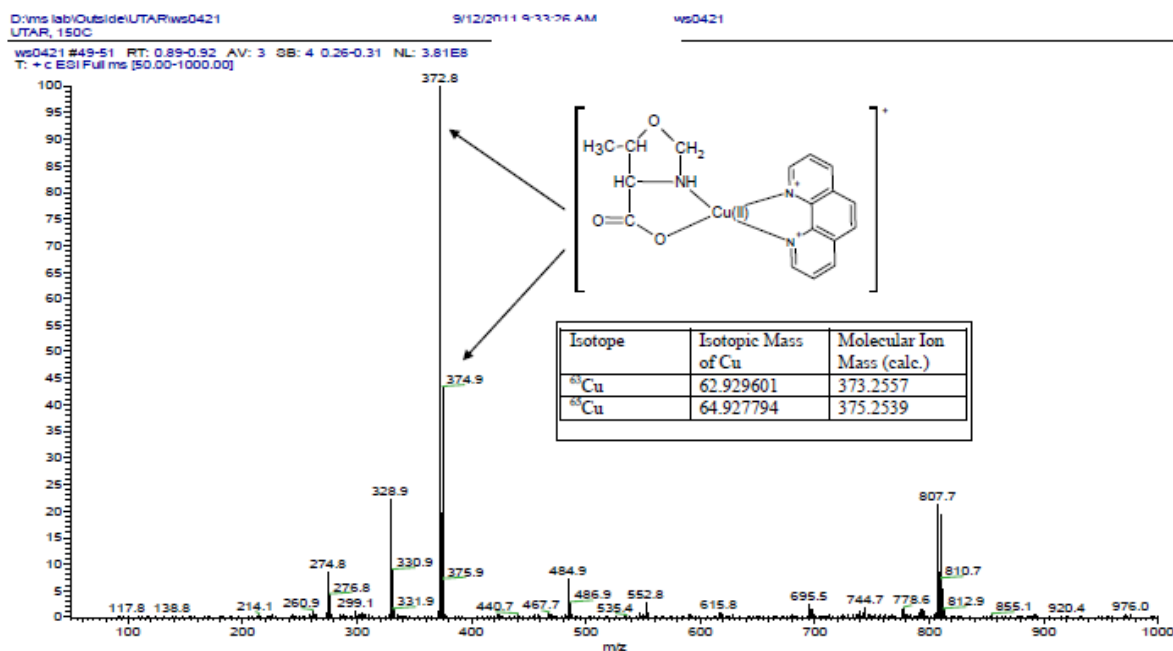 D:\ms lab\Outside\UTAR\ws0421 9/12/2011 9:33:26 AM ws0421
UTAR, 150C
ws0421 #49-51 RT: 0.89-0.92 AV: 3 SB: 4 0.26-0.31 NL: 3.81E8
T: + c ESI Full ms [50.00-1000.00]
372.8
100
95
90
85
80
75
70
65
60
55
50
45
40
35
30
25
20
15
10
5
0
O
H3C-CH CH2
HC NH
O=C
O
Cu(II)
N+
N+
+
Isotope Isotopic Mass of Cu Molecular Ion Mass (calc.)
63Cu 62.929601 373.2557
65Cu 64.927794 375.2539
374.9
328.9
807.7
274.8
330.9
375.9
484.9
810.7
276.8
486.9
552.8
695.5
117.8 138.8 214.1 260.9 299.1 331.9 440.7 467.7 535.4 615.8 744.7 778.6 812.9 855.1 920.4 976.0
100 200 300 400 500 600 700 800 900 1000
m/z